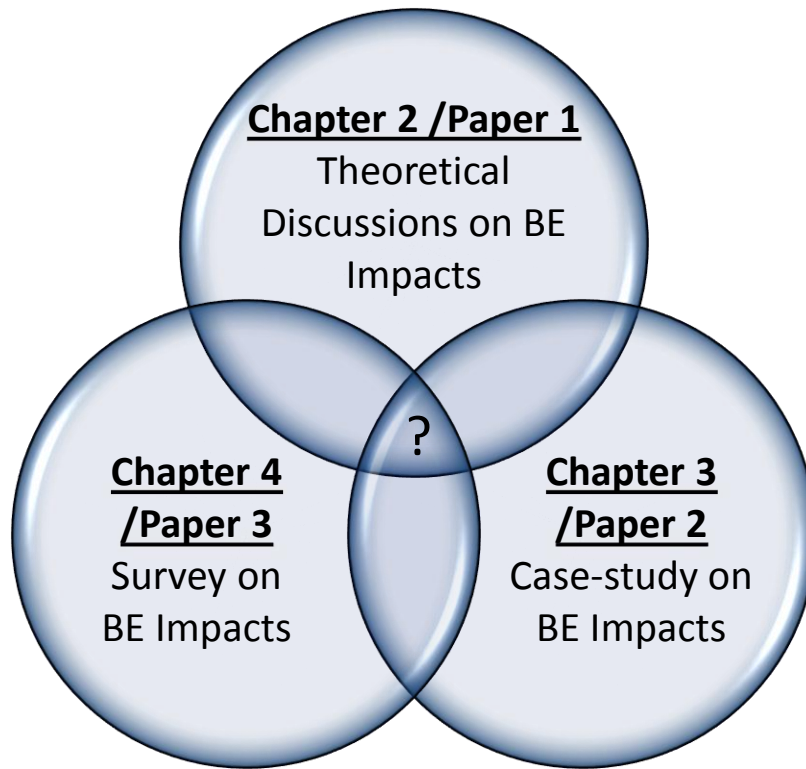 Chapter 2 /Paper 1
Theoretical
Discussions on BE
Impacts
?
Chapter 4
/Paper 3
Survey on
BE Impacts
Chapter 3
/Paper 2
Case-study on
BE Impacts